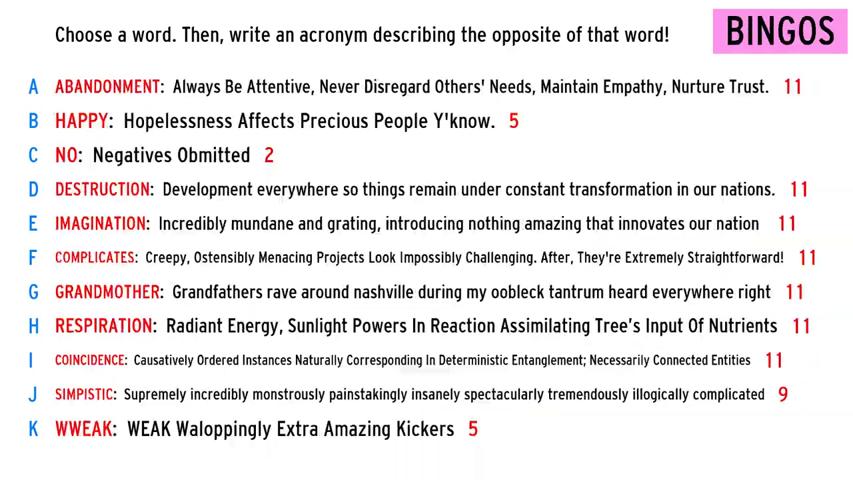 Choose a word. Then, write an acronym describing the opposite of that word!
BINGOS
A ABANDONMENT: Always Be Attentive, Never Disregard Others' Needs, Maintain Empathy, Nurture Trust. 11
B HAPPY: Hopelessness Affects Precious People Y'know. 5
C NO: Negatives Obmitted 2
D DESTRUCTION: Development everywhere so things remain under constant transformation in our nations. 11
E IMAGINATION: Incredibly mundane and grating, introducing nothing amazing that innovates our nation 11
F COMPLICATES: Creepy, Ostensibly Menacing Projects Look Impossibly Challenging. After, They're Extremely Straightforward! 11
G GRANDMOTHER: Grandfathers rave around nashville during my oobleck tantrum heard everywhere right 11
H RESPIRATION: Radiant Energy, Sunlight Powers In Reaction Assimilating Tree's Input Of Nutrients 11
I COINCIDENCE: Causatively Ordered Instances Naturally Corresponding In Deterministic Entanglement; Necessarily Connected Entities 11
J SIMPISTIC: Supremely incredibly monstrously painstakingly insanely spectacularly tremendously illogically complicated 9
K WWEAK: WEAK Waloppingly Extra Amazing Kickers 5